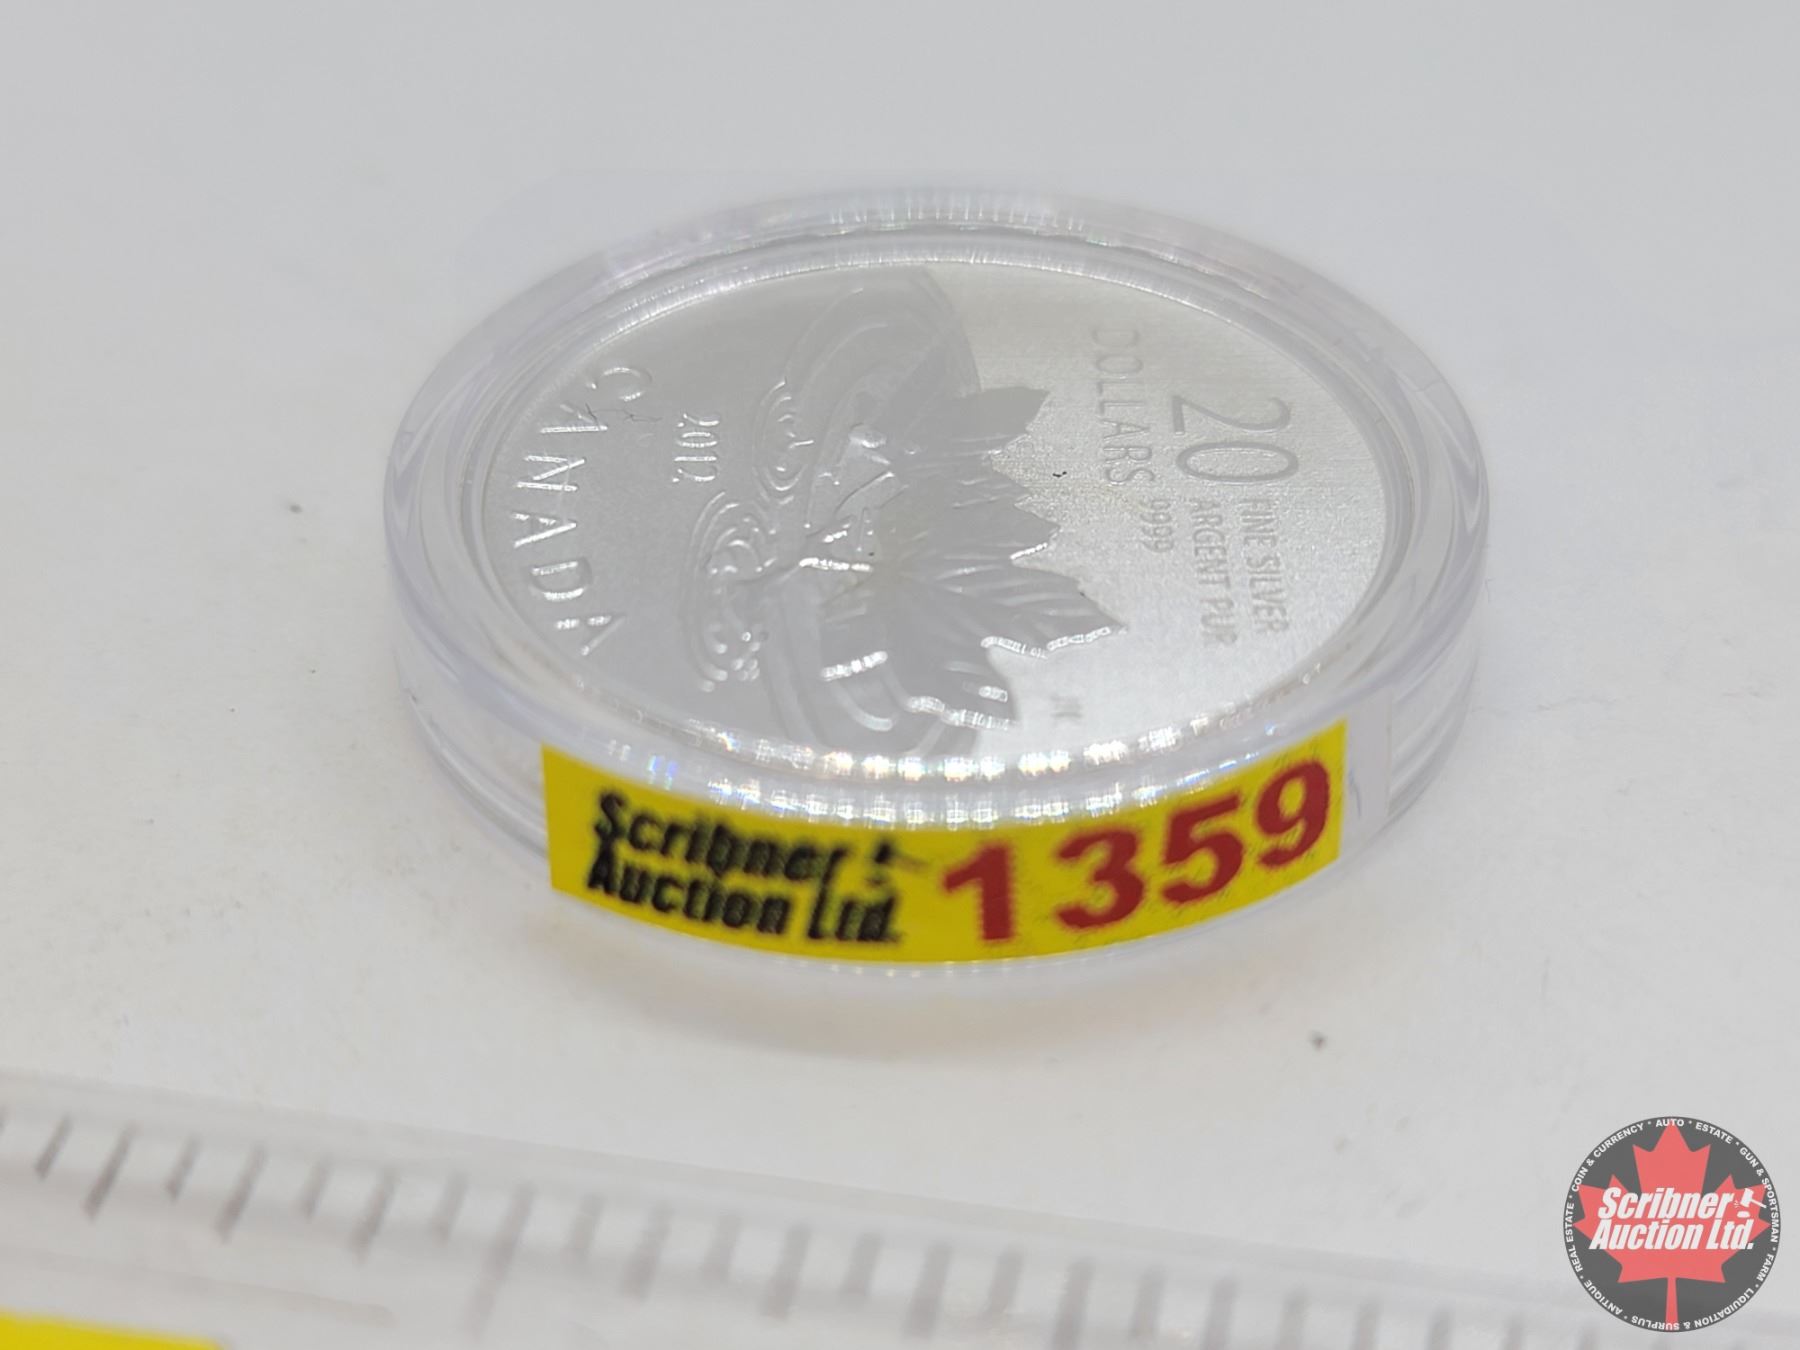 20
DOLLARS
FINE SILVER
ARGENT PUR
9999
2012
CANADA
Scribner
Auction Ltd.
1359
COIN & CURRENCY • AUTO • ESTATE • GUN & SPORTSMAN • FARM • LIQUIDATION & SURPLUS • ANTIQUE • REAL ESTATE •
Scribner
Auction Ltd.